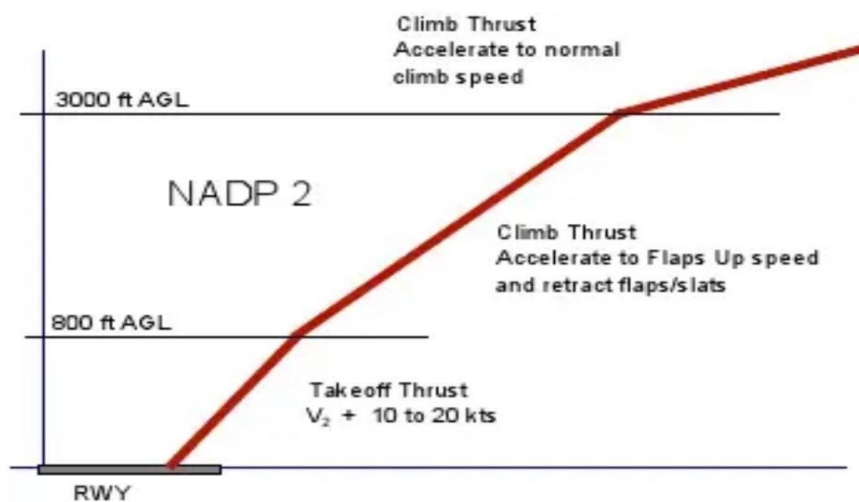 Climb Thrust
Accelerate to normal
climb speed
3000 ft AGL
NADP 2
Climb Thrust
Accelerate to Flaps Up speed
and retract flaps/slats
800 ft AGL
Takeoff Thrust
V₂ + 10 to 20 kts
RWY